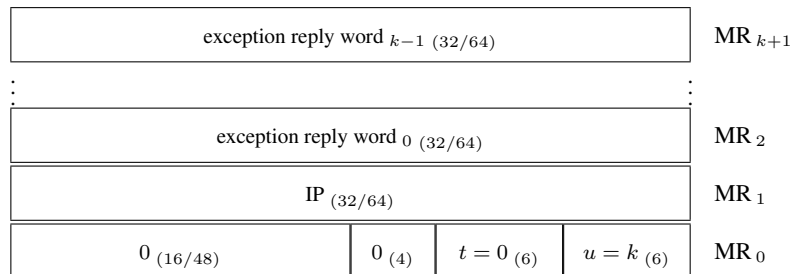 exception reply word k−1 (32/64) MR k+1
⋮ ⋮
exception reply word 0 (32/64) MR 2
IP (32/64) MR 1
0 (16/48) 0 (4) t = 0 (6) u = k (6) MR 0